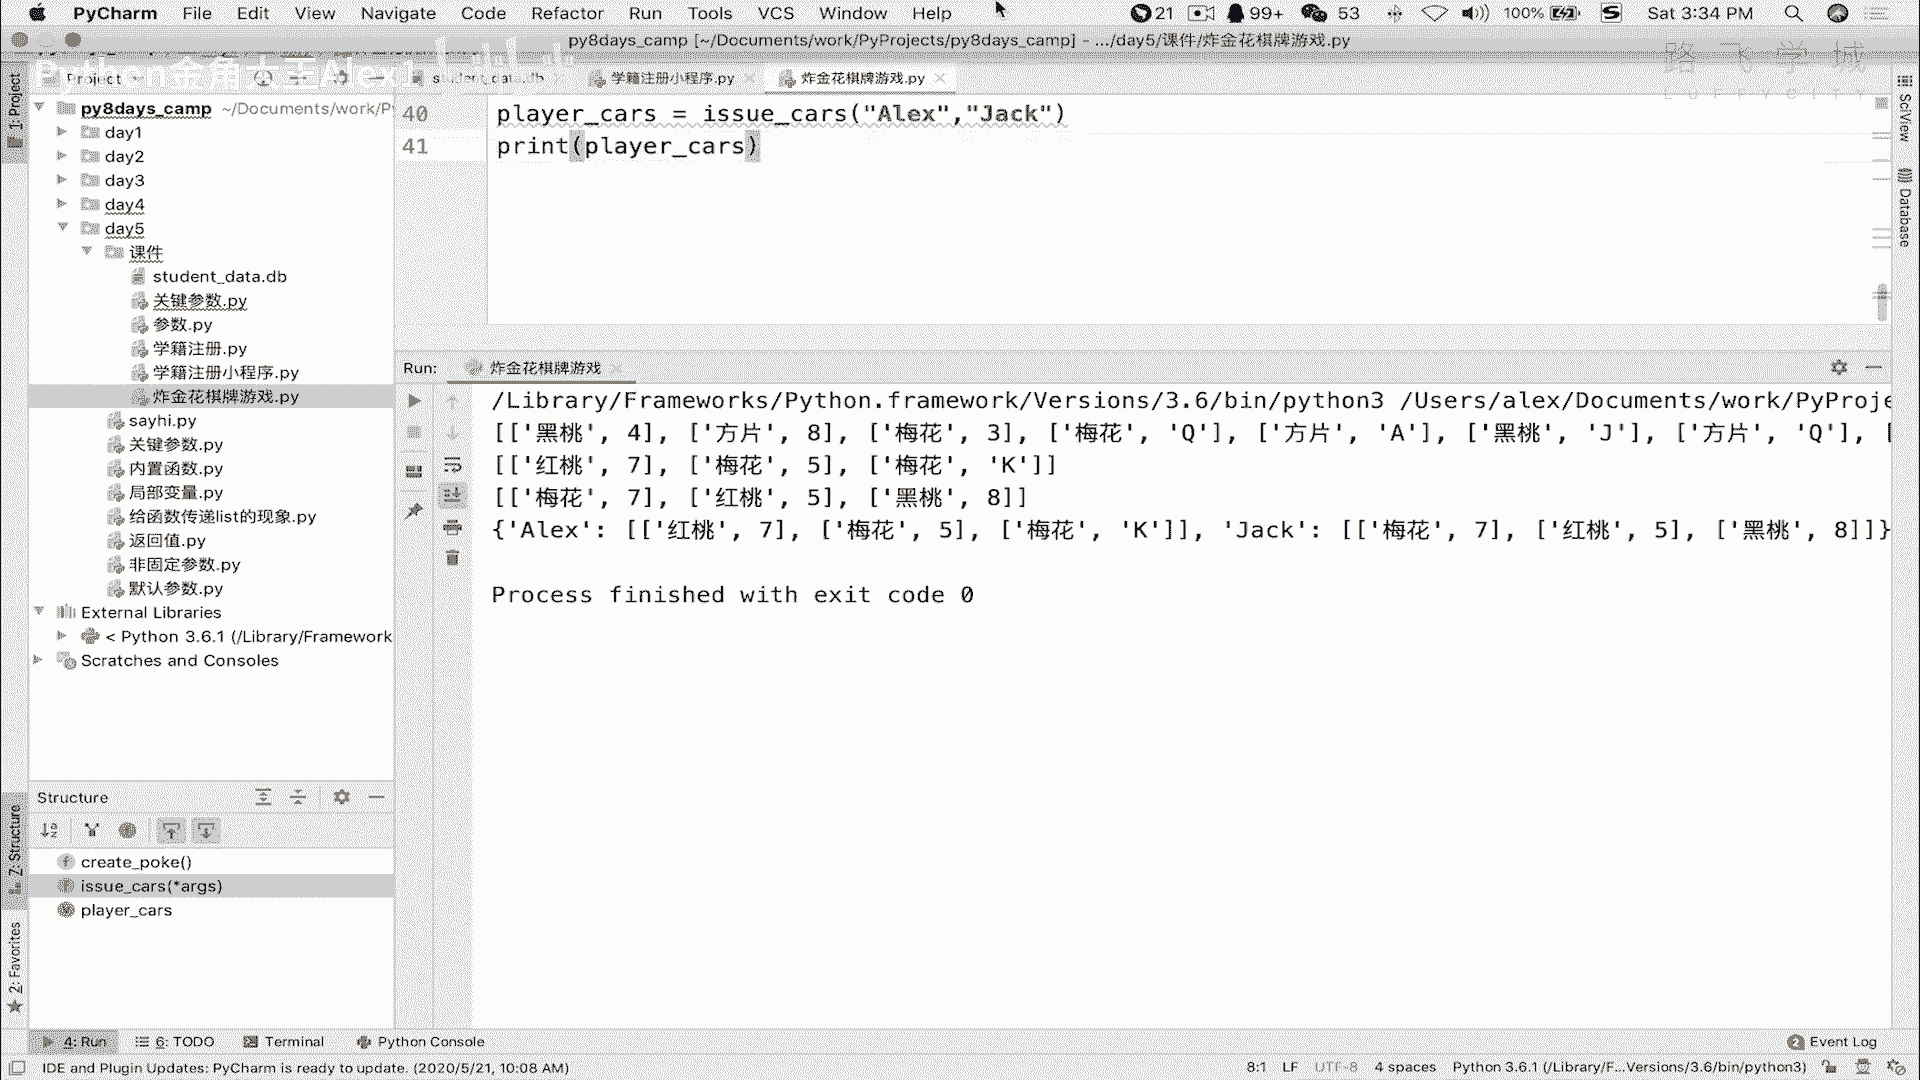 PyCharm File Edit View Navigate Code Refactor Run Tools VCS Window Help 21 99+ 53 100% Sat 3:34 PM
py8days_camp [~/Documents/work/PyProjects/py8days_camp] - .../day5/课件/炸金花棋牌游戏.py
路飞学城
LUFFYCITY
Python金角大王Alex1
1: Project
Project
student_data.db
学籍注册小程序.py
炸金花棋牌游戏.py
py8days_camp ~/Documents/work/Py
day1
day2
day3
day4
day5
课件
student_data.db
关键参数.py
参数.py
学籍注册.py
学籍注册小程序.py
炸金花棋牌游戏.py
sayhi.py
关键参数.py
内置函数.py
局部变量.py
给函数传递list的现象.py
返回值.py
非固定参数.py
默认参数.py
External Libraries
< Python 3.6.1 (/Library/Framework
Scratches and Consoles
40 player_cars = issue_cars("Alex","Jack")
41 print(player_cars)
SciView
Database
Run: 炸金花棋牌游戏
/Library/Frameworks/Python.framework/Versions/3.6/bin/python3 /Users/alex/Documents/work/PyProje
[['黑桃', 4], ['方片', 8], ['梅花', 3], ['梅花', 'Q'], ['方片', 'A'], ['黑桃', 'J'], ['方片', 'Q'], [
[['红桃', 7], ['梅花', 5], ['梅花', 'K']]
[['梅花', 7], ['红桃', 5], ['黑桃', 8]]
{'Alex': [['红桃', 7], ['梅花', 5], ['梅花', 'K']], 'Jack': [['梅花', 7], ['红桃', 5], ['黑桃', 8]]}
Process finished with exit code 0
Structure
create_poke()
issue_cars(*args)
player_cars
Z: Structure
2: Favorites
4: Run 6: TODO Terminal Python Console 2 Event Log
IDE and Plugin Updates: PyCharm is ready to update. (2020/5/21, 10:08 AM) 8:1 LF UTF-8 4 spaces Python 3.6.1 (/Library/F...Versions/3.6/bin/python3)